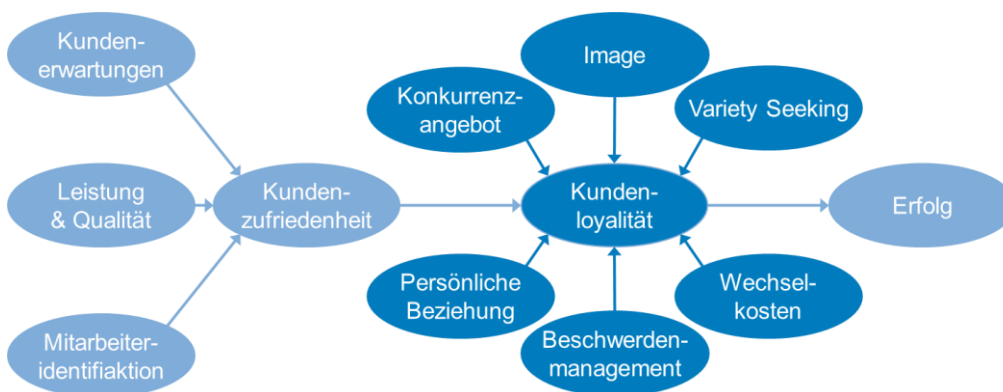 Kunden-
erwartungen
Leistung
& Qualität
Mitarbeiter-
identifiaktion
Kunden-
zufriedenheit
Konkurrenz-
angebot
Image
Variety Seeking
Kunden-
loyalität
Persönliche
Beziehung
Beschwerden-
management
Wechsel-
kosten
Erfolg